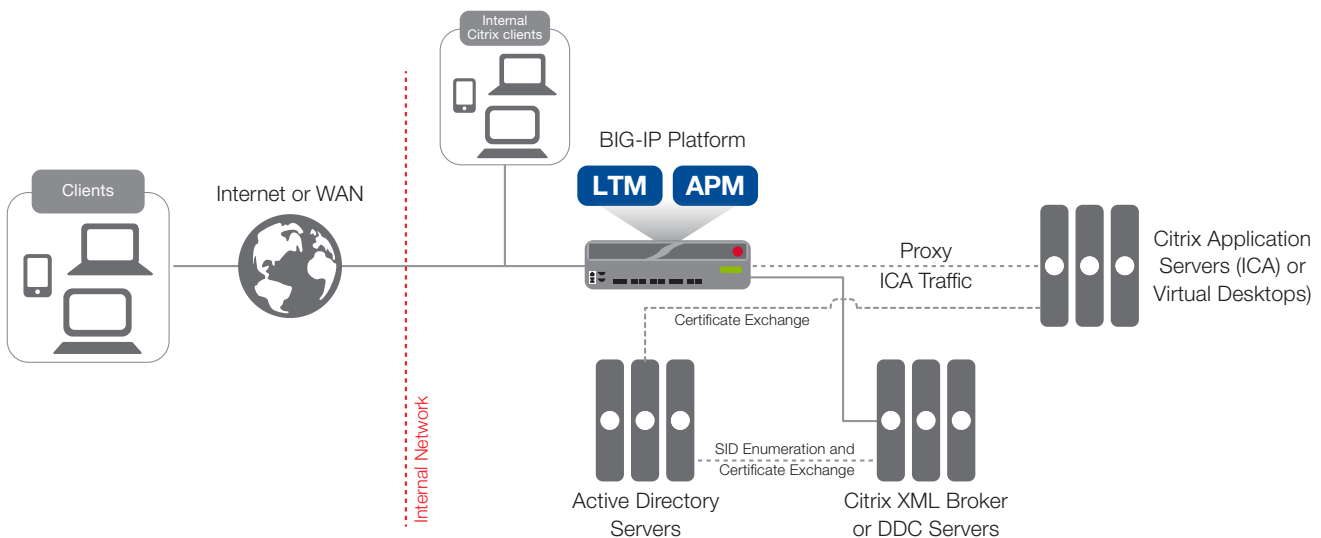 Internal
Citrix clients
BIG-IP Platform
LTM
APM
Clients
Internet or WAN
Proxy
ICA Traffic
Citrix Application
Servers (ICA) or
Virtual Desktops)
Certificate Exchange
Internal Network
SID Enumeration and
Certificate Exchange
Active Directory
Servers
Citrix XML Broker
or DDC Servers